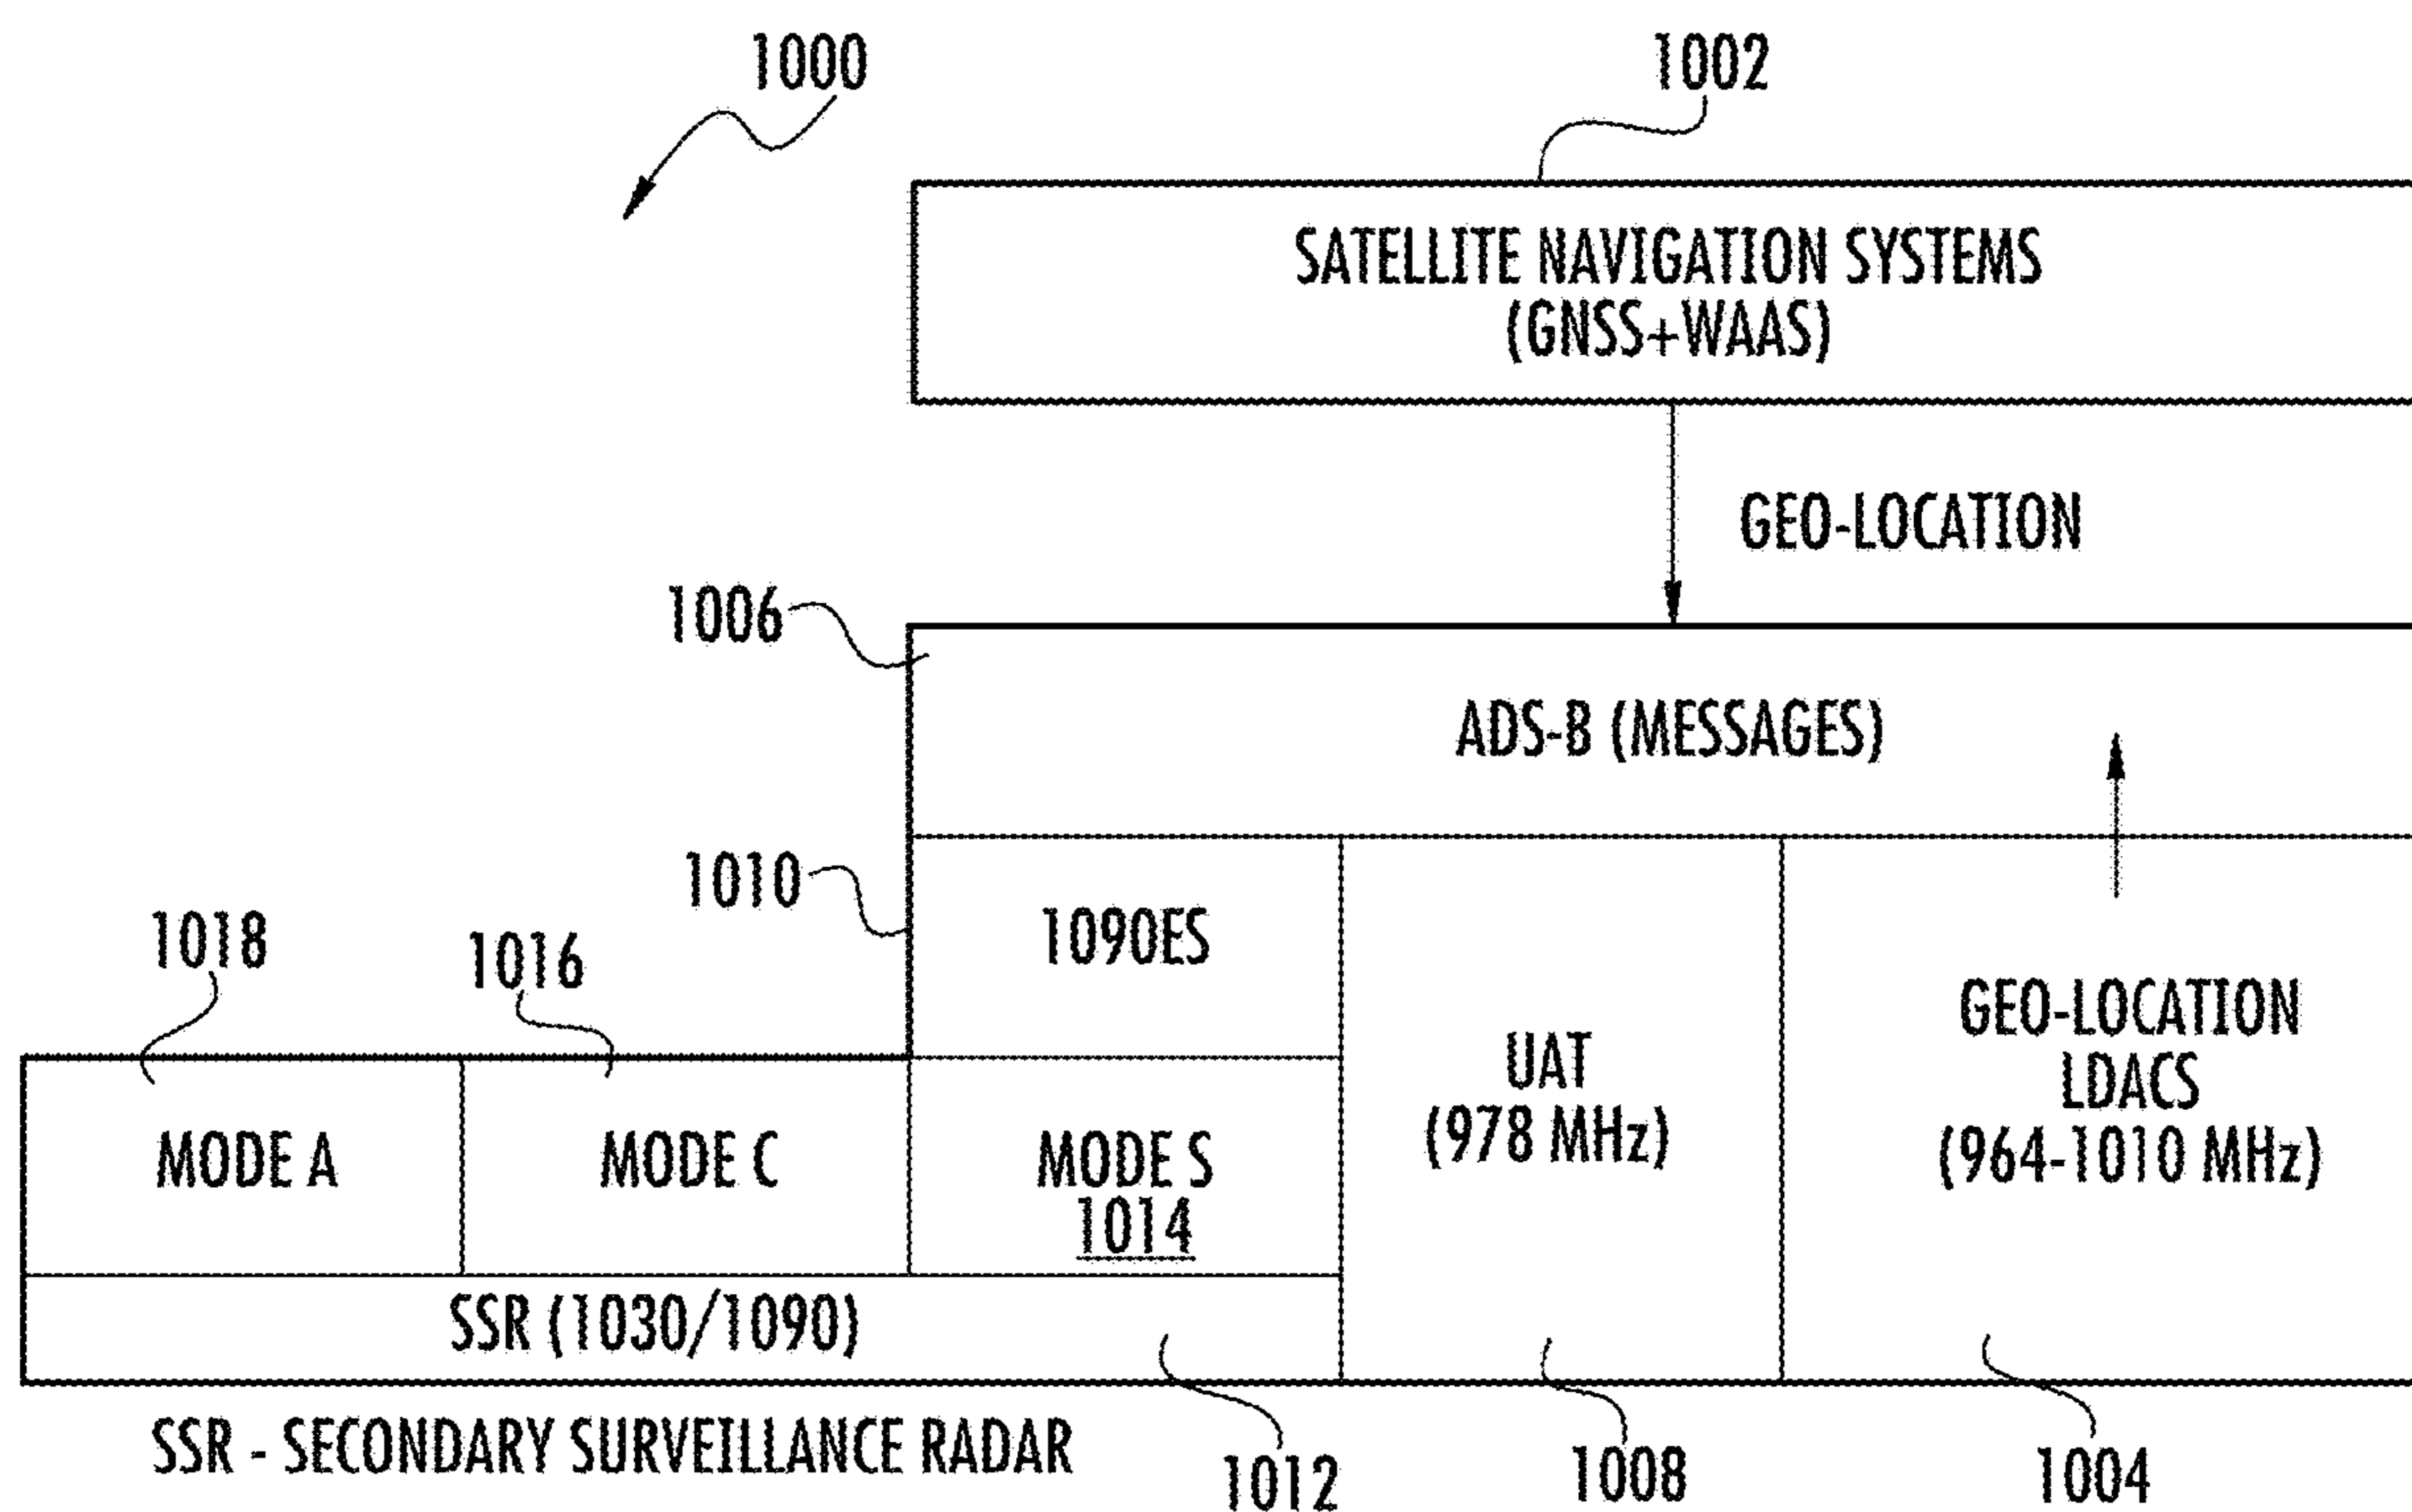 1000
1002
SATELLITE NAVIGATION SYSTEMS
(GNSS+WAAS)
GEO-LOCATION
1006
ADS-B (MESSAGES)
1010
1090ES
1018
1016
GEO-LOCATION
LDACS
(964-1010 MHz)
UAT
(978 MHz)
MODE A
MODE C
MODE S
1014
SSR (1030/1090)
SSR - SECONDARY SURVEILLANCE RADAR
1012
1008
1004